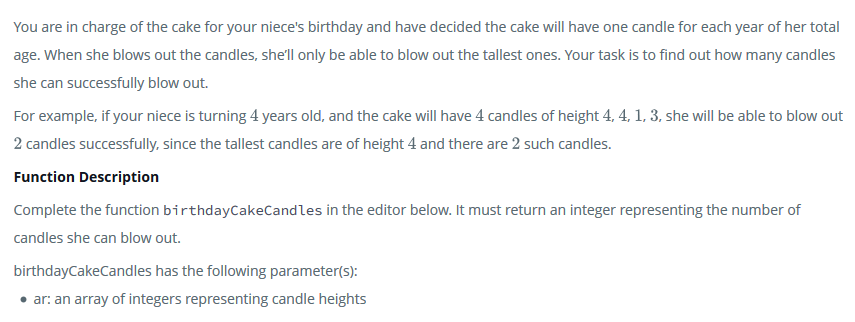 You are in charge of the cake for your niece's birthday and have decided the cake will have one candle for each year of her total
age. When she blows out the candles, she'll only be able to blow out the tallest ones. Your task is to find out how many candles
she can successfully blow out.
For example, if your niece is turning 4 years old, and the cake will have 4 candles of height 4, 4, 1, 3, she will be able to blow out
2 candles successfully, since the tallest candles are of height 4 and there are 2 such candles.
Function Description
Complete the function birthdayCakeCandles in the editor below. It must return an integer representing the number of
candles she can blow out.
birthdayCakeCandles has the following parameter(s):
• ar: an array of integers representing candle heights